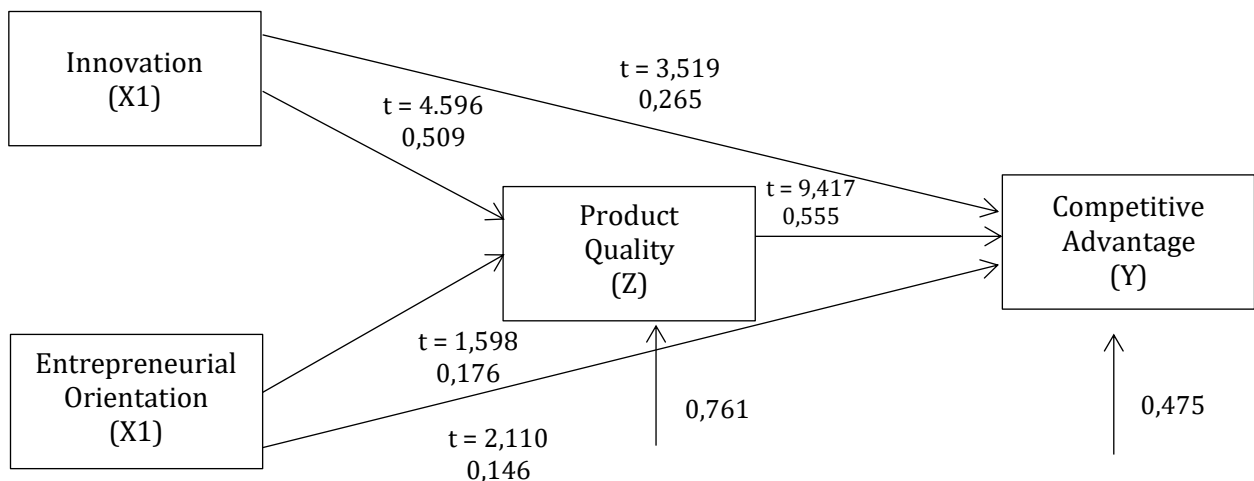 Innovation
(X1)
t = 3,519
0,265
t = 4.596
0,509
Product
Quality
(Z)
t = 9,417
0,555
Competitive
Advantage
(Y)
Entrepreneurial
Orientation
(X1)
t = 1,598
0,176
t = 2,110
0,146
0,761
0,475